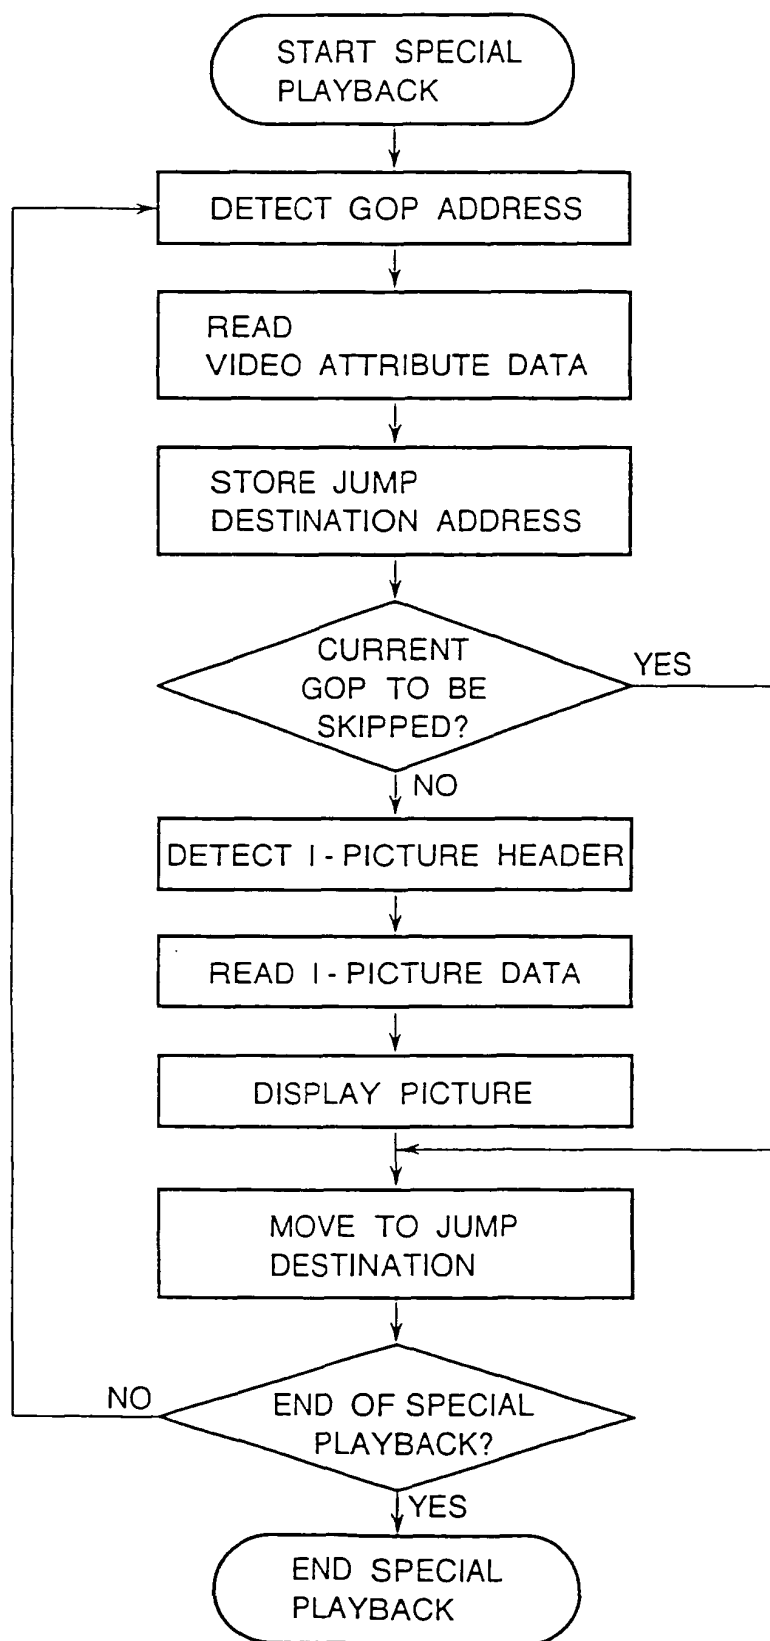 START SPECIAL
PLAYBACK
DETECT GOP ADDRESS
READ
VIDEO ATTRIBUTE DATA
STORE JUMP
DESTINATION ADDRESS
CURRENT
GOP TO BE
SKIPPED?
YES
NO
DETECT I-PICTURE HEADER
READ I-PICTURE DATA
DISPLAY PICTURE
MOVE TO JUMP
DESTINATION
NO
END OF SPECIAL
PLAYBACK?
YES
END SPECIAL
PLAYBACK